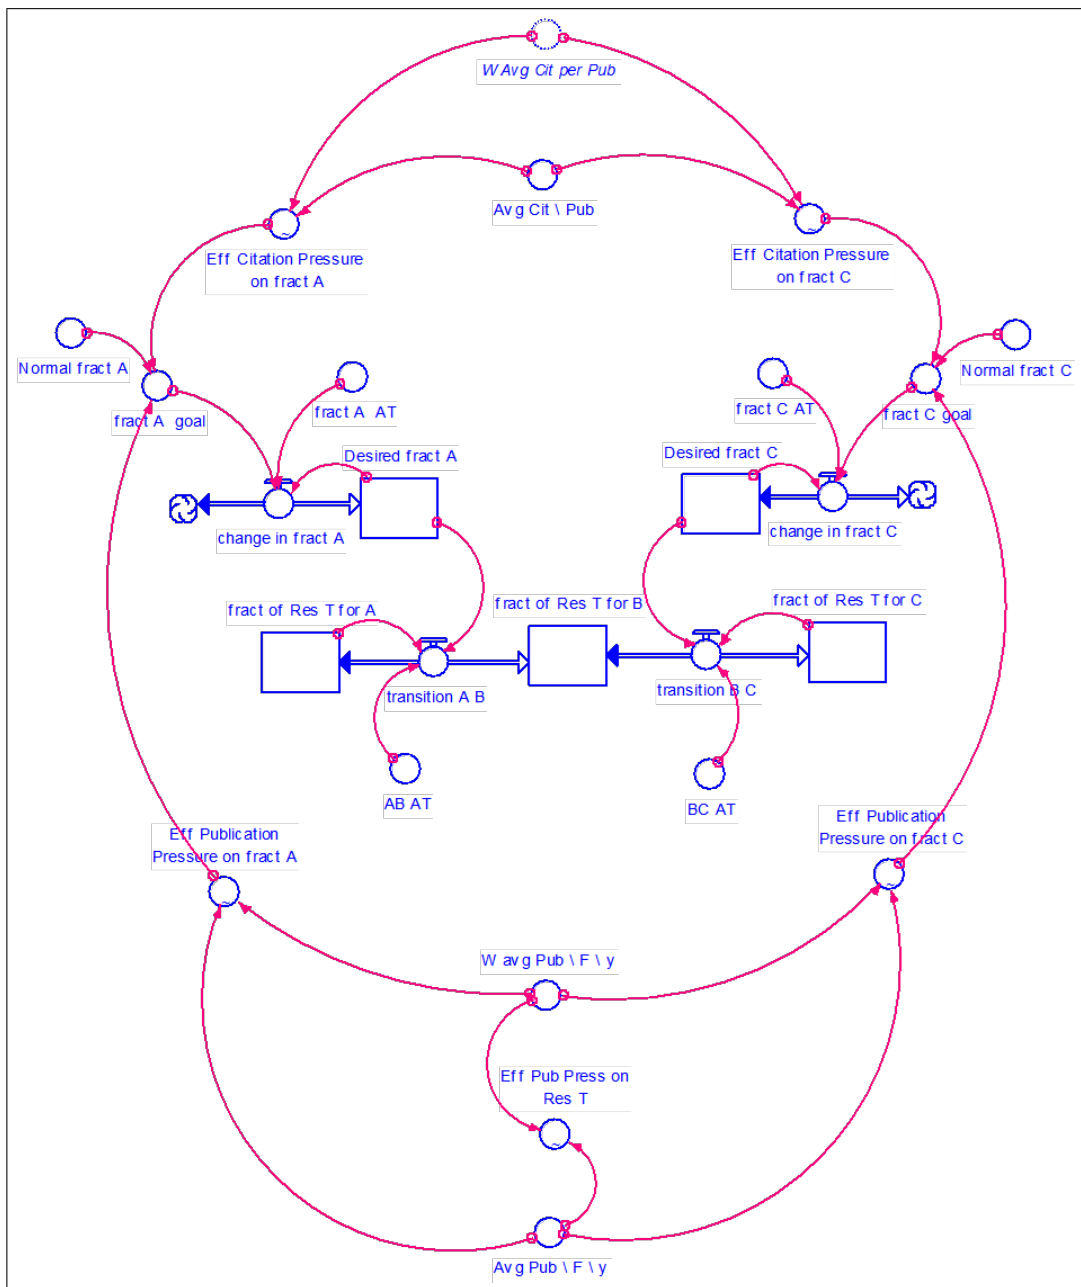 W Avg Cit per Pub
Avg Cit \ Pub
Eff Citation Pressure
on fract A
Eff Citation Pressure
on fract C
Normal fract A
Normal fract C
fract A AT
fract C AT
fract A goal
fract C goal
Desired fract A
Desired fract C
change in fract A
change in fract C
fract of Res T for A
fract of Res T for B
fract of Res T for C
transition A B
transition B C
AB AT
BC AT
Eff Publication
Pressure on fract A
Eff Publication
Pressure on fract C
W avg Pub \ F \ y
Eff Pub Press on
Res T
Avg Pub \ F \ y